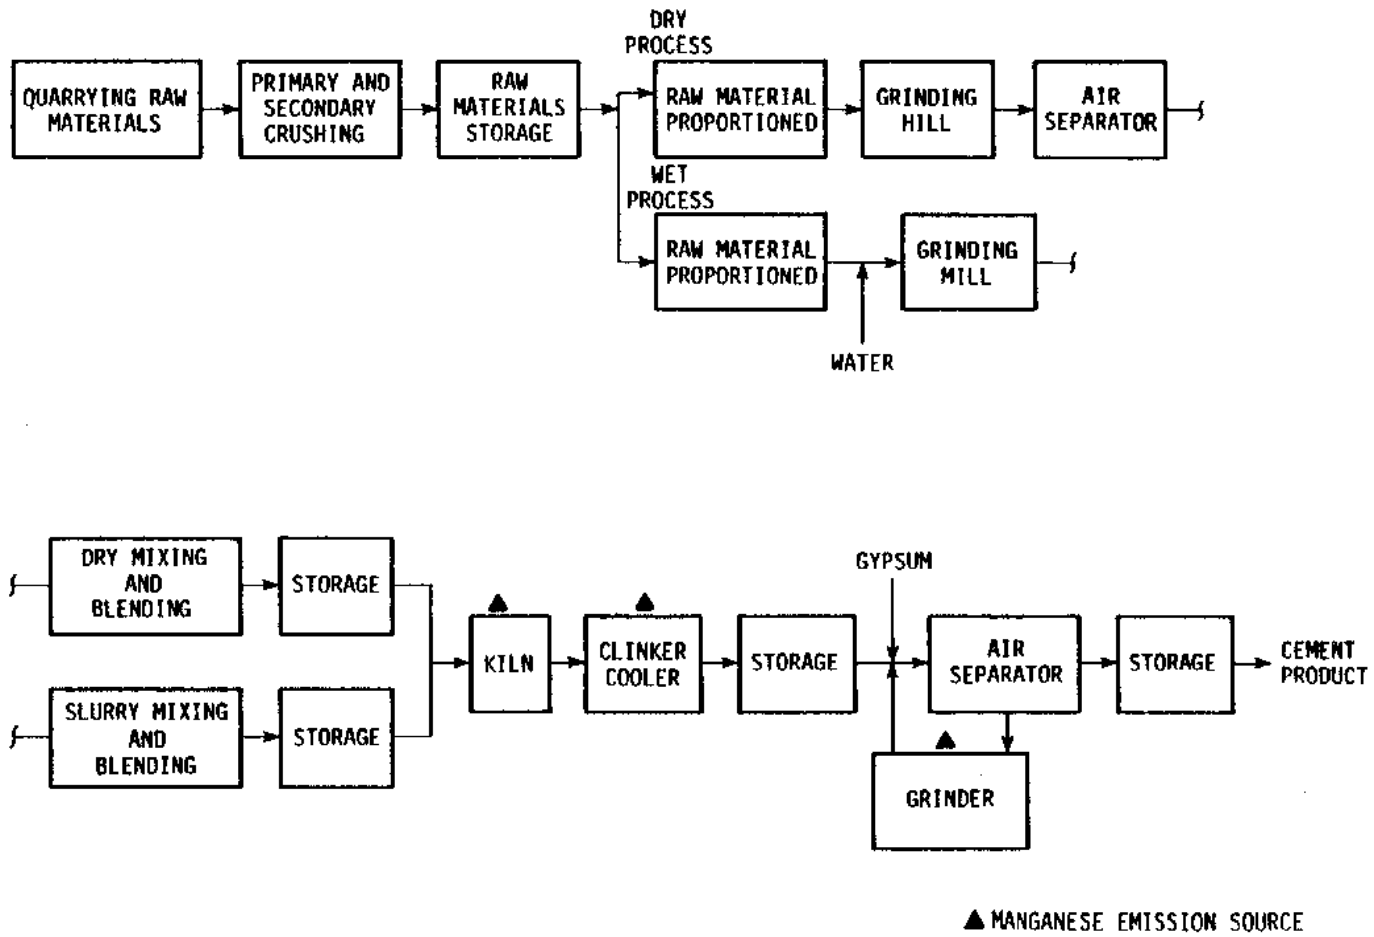 DRY
PROCESS
QUARRYING RAW
MATERIALS
PRIMARY AND
SECONDARY
CRUSHING
RAW
MATERIALS
STORAGE
RAW MATERIAL
PROPORTIONED
GRINDING
HILL
AIR
SEPARATOR
WET
PROCESS
RAW MATERIAL
PROPORTIONED
GRINDING
MILL
WATER
DRY MIXING
AND
BLENDING
STORAGE
SLURRY MIXING
AND
BLENDING
STORAGE
KILN
CLINKER
COOLER
STORAGE
GYPSUM
AIR
SEPARATOR
STORAGE
CEMENT
PRODUCT
GRINDER
▲ MANGANESE EMISSION SOURCE